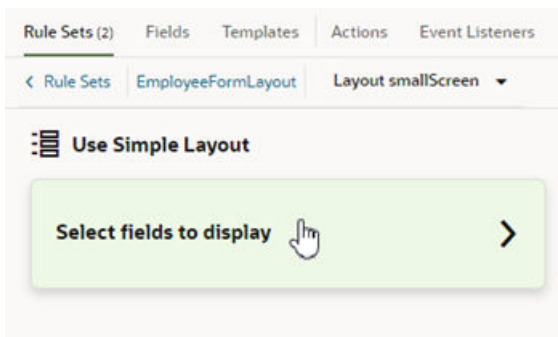 Rule Sets (2) Fields Templates Actions Event Listeners
Rule Sets EmployeeFormLayout Layout smallScreen
Use Simple Layout
Select fields to display